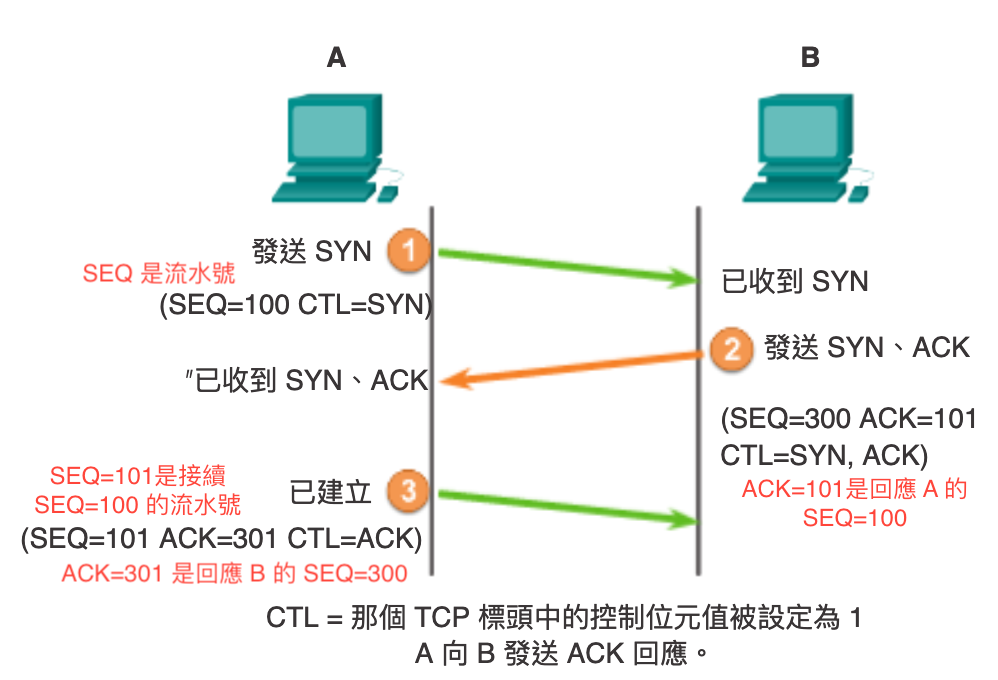 A
B
發送 SYN
1
SEQ 是流水號
(SEQ=100 CTL=SYN)
已收到 SYN
2
發送 SYN、ACK
"已收到 SYN、ACK
(SEQ=300 ACK=101
CTL=SYN, ACK)
ACK=101是回應 A 的
SEQ=100
SEQ=101是接續
SEQ=100 的流水號
已建立
3
(SEQ=101 ACK=301 CTL=ACK)
ACK=301 是回應 B 的 SEQ=300
CTL = 那個 TCP 標頭中的控制位元值被設定為 1
A 向 B 發送 ACK 回應。